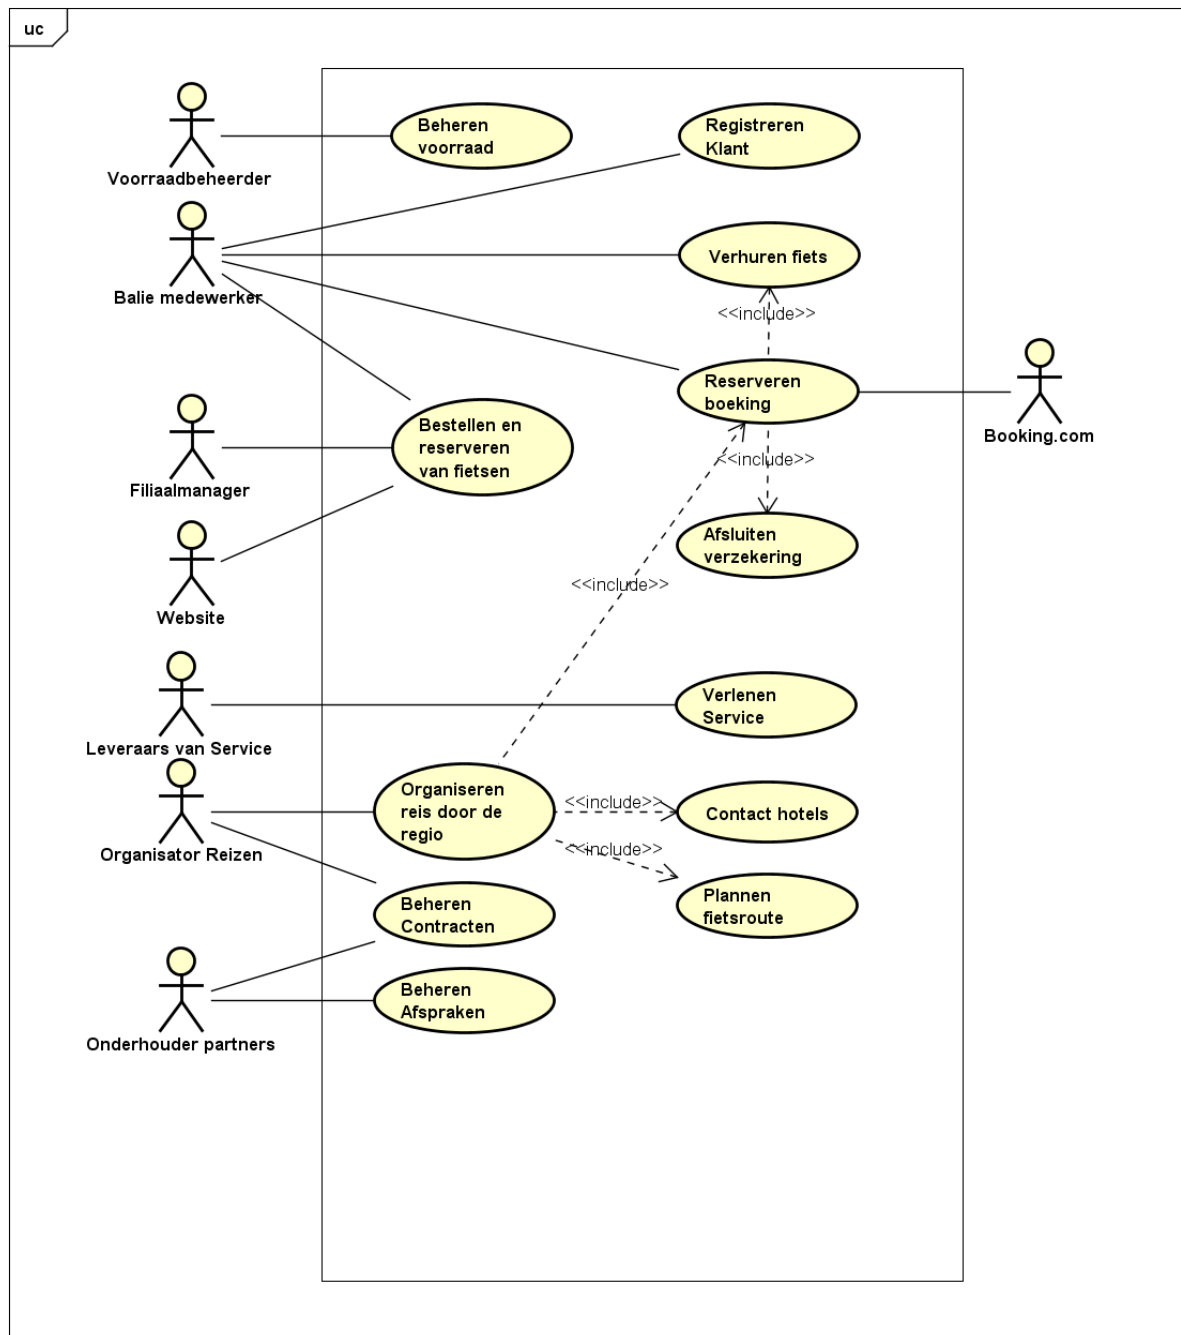 uc
Beheren
voorraad
Registreren
Klant
Voorraadbeheerder
Verhuren fiets
Balie medewerker
<<include>>
Reserveren
boeking
Booking.com
Bestellen en
reserveren
van fietsen
Filiaalmanager
<<include>>
Afsluiten
verzekering
<<include>>
Website
Verlenen
Service
Leveraars van Service
Organiseren
reis door de
regio
<<include>>
Contact hotels
Organisator Reizen
<<include>>
Plannen
fietsroute
Beheren
Contracten
Beheren
Afspraken
Onderhouder partners